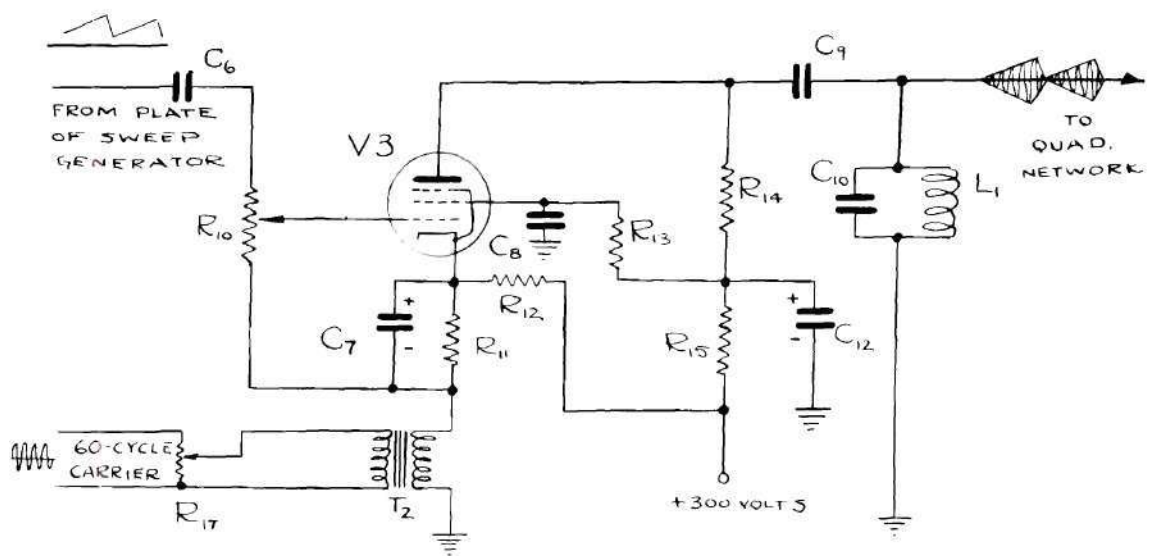 C6
FROM PLATE
OF SWEEP
GENERATOR
V3
C9
TO
QUAD.
NETWORK
R10
C8
R13
R14
C10
L1
+
C7
-
R11
R12
R15
+
-
C12
60-CYCLE
CARRIER
R17
T2
+300 VOLTS